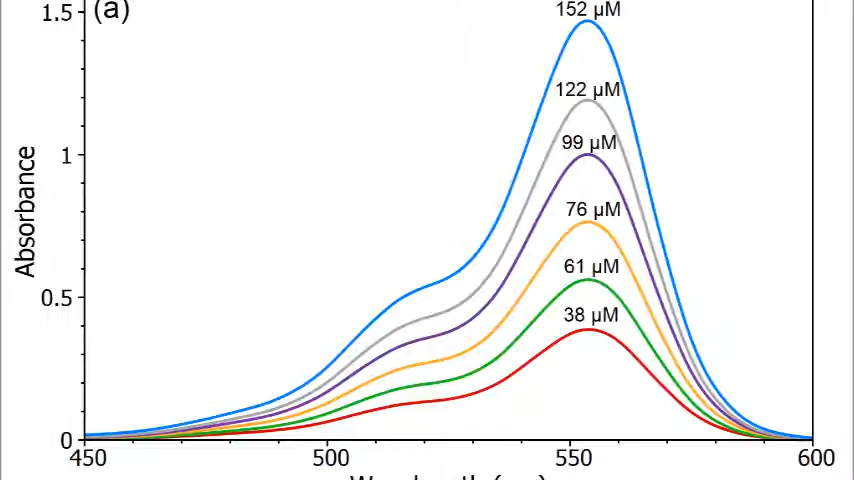 (a)
152 µM
122 µM
99 µM
76 µM
61 µM
38 µM
Absorbance
1.5
1
0.5
0
450
500
550
600